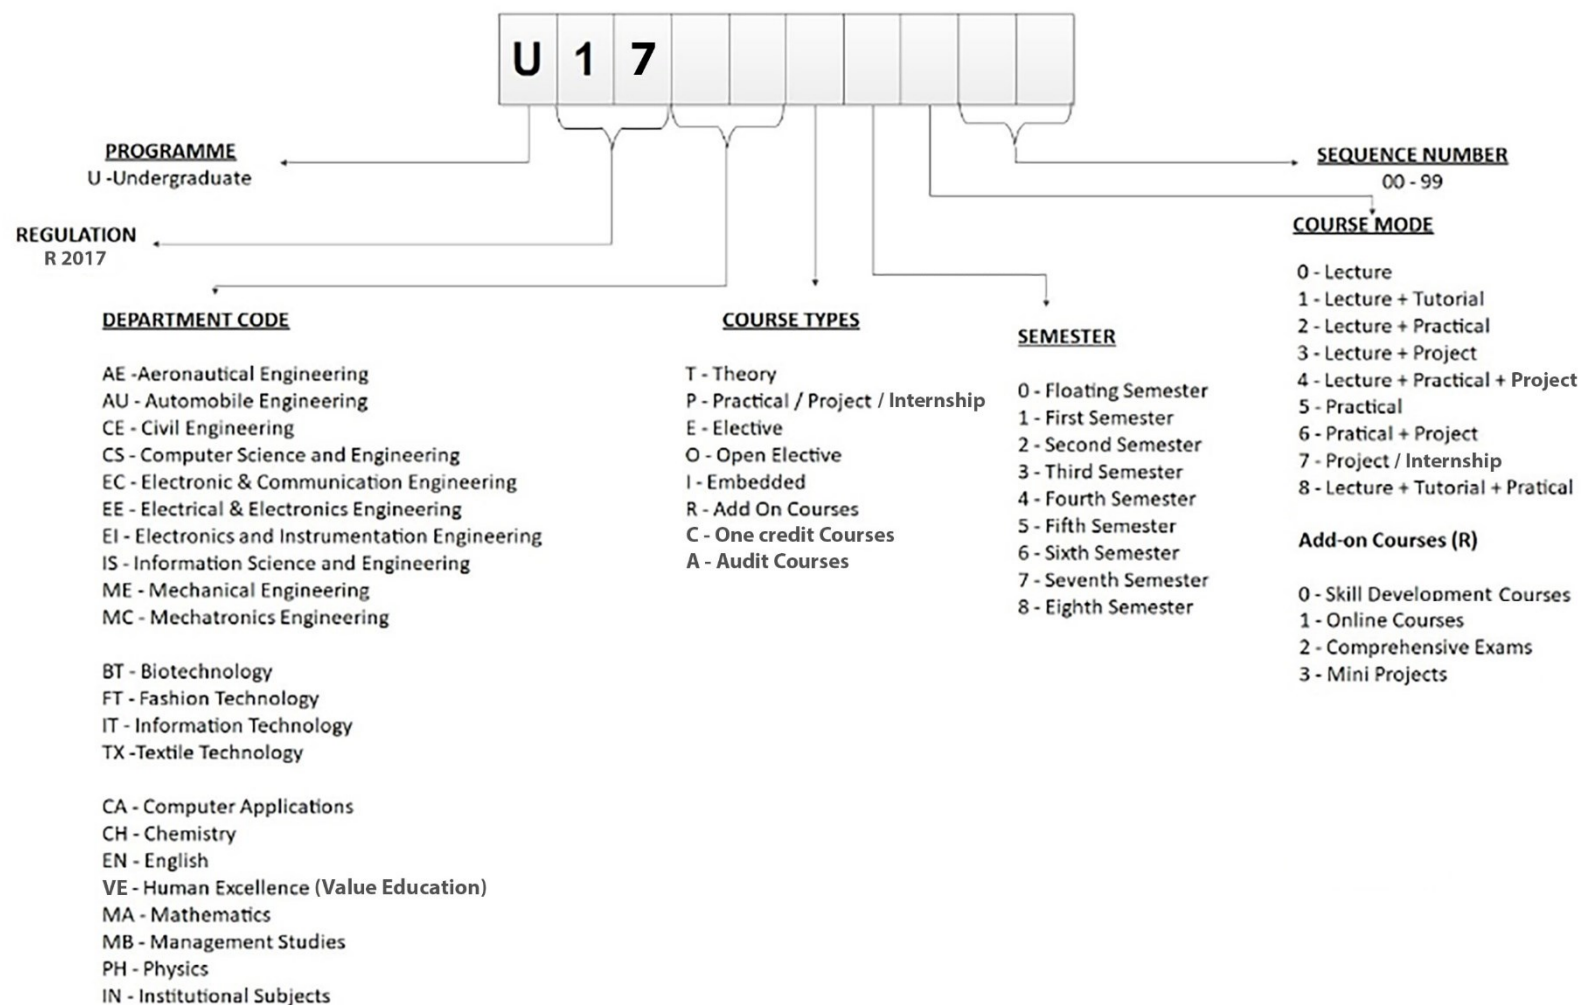 U 1 7
PROGRAMME
U -Undergraduate
REGULATION
R 2017
DEPARTMENT CODE
AE -Aeronautical Engineering
AU - Automobile Engineering
CE - Civil Engineering
CS - Computer Science and Engineering
EC - Electronic & Communication Engineering
EE - Electrical & Electronics Engineering
EI - Electronics and Instrumentation Engineering
IS - Information Science and Engineering
ME - Mechanical Engineering
MC - Mechatronics Engineering
BT - Biotechnology
FT - Fashion Technology
IT - Information Technology
TX -Textile Technology
CA - Computer Applications
CH - Chemistry
EN - English
VE - Human Excellence (Value Education)
MA - Mathematics
MB - Management Studies
PH - Physics
IN - Institutional Subjects
COURSE TYPES
T - Theory
P - Practical / Project / Internship
E - Elective
O - Open Elective
I - Embedded
R - Add On Courses
C - One credit Courses
A - Audit Courses
SEMESTER
0 - Floating Semester
1 - First Semester
2 - Second Semester
3 - Third Semester
4 - Fourth Semester
5 - Fifth Semester
6 - Sixth Semester
7 - Seventh Semester
8 - Eighth Semester
SEQUENCE NUMBER
00 - 99
COURSE MODE
0 - Lecture
1 - Lecture + Tutorial
2 - Lecture + Practical
3 - Lecture + Project
4 - Lecture + Practical + Project
5 - Practical
6 - Pratical + Project
7 - Project / Internship
8 - Lecture + Tutorial + Pratical
Add-on Courses (R)
0 - Skill Development Courses
1 - Online Courses
2 - Comprehensive Exams
3 - Mini Projects